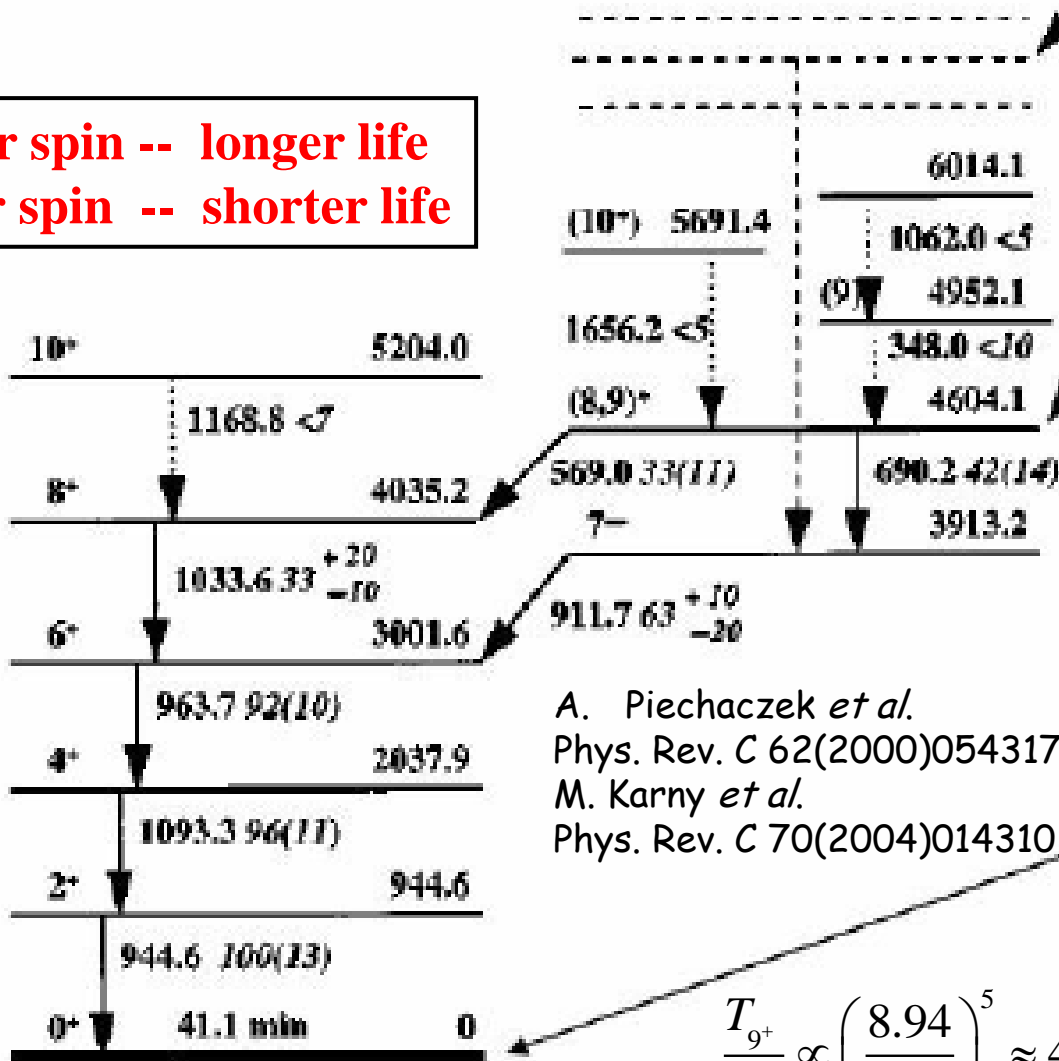 r spin -- longer life
r spin -- shorter life
6014.1
(10⁺) 5691.4
1062.0 <5
(9) 4952.1
1656.2 <5
348.0 <10
10⁺ 5204.0
(8,9)⁺ 4604.1
1168.8 <7
569.0 33(11)
690.2 42(14)
8⁺ 4035.2
7− 3913.2
1033.6 33 +20 −10
911.7 63 +10 −20
6⁺ 3001.6
963.7 92(10)
A. Piechaczek et al.
Phys. Rev. C 62(2000)054317
M. Karny et al.
Phys. Rev. C 70(2004)014310
4⁺ 2037.9
1093.3 96(11)
2⁺ 944.6
944.6 100(13)
0⁺ 41.1 min 0
T₉⁺ ∝ (8.94)⁵ ≈ 4